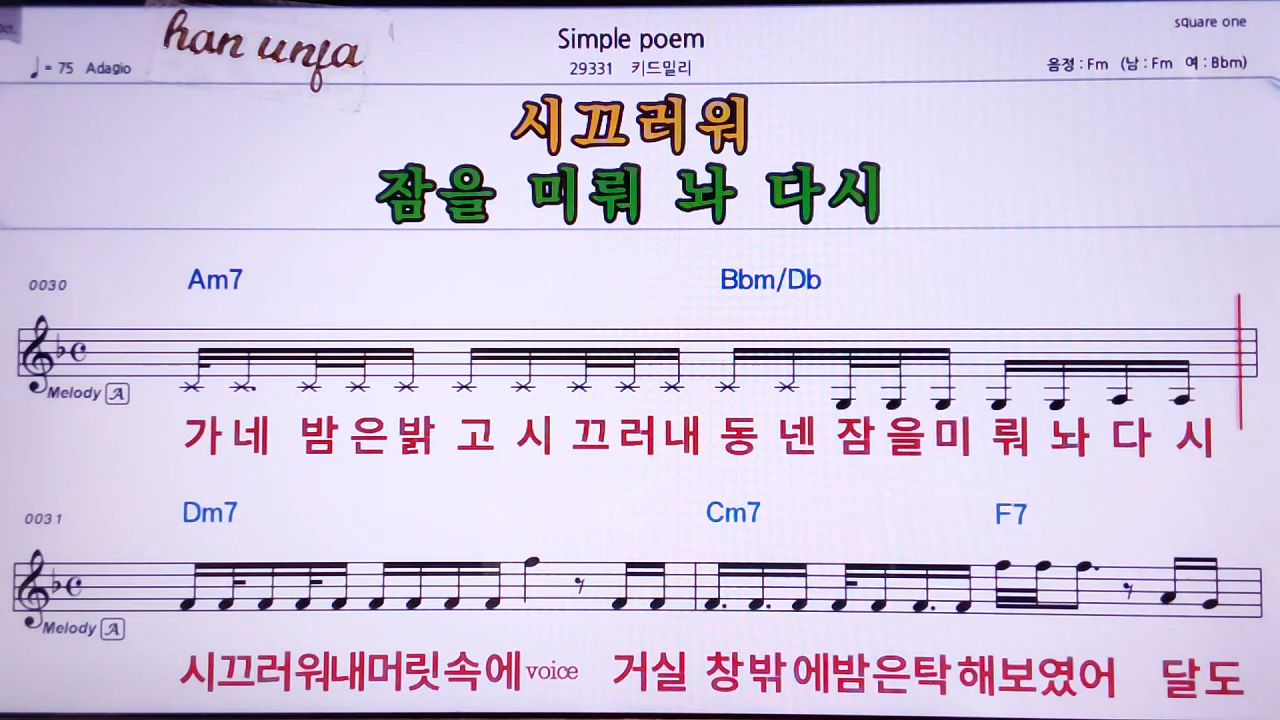 han unfa
Simple poem
square one
♩= 75 Adagio
29331 키드밀리
음정 : Fm (남 : Fm 여 : Bbm)
시끄러워
잠을 미뤄 놔 다시
0030 Am7 Bbm/Db
Melody A
가네 밤은밝 고 시 끄러내 동 넨 잠을미 뤄 놔 다 시
0031 Dm7 Cm7 F7
Melody A
시끄러워내머릿속에voice 거실 창밖에밤은탁해보였어 달도